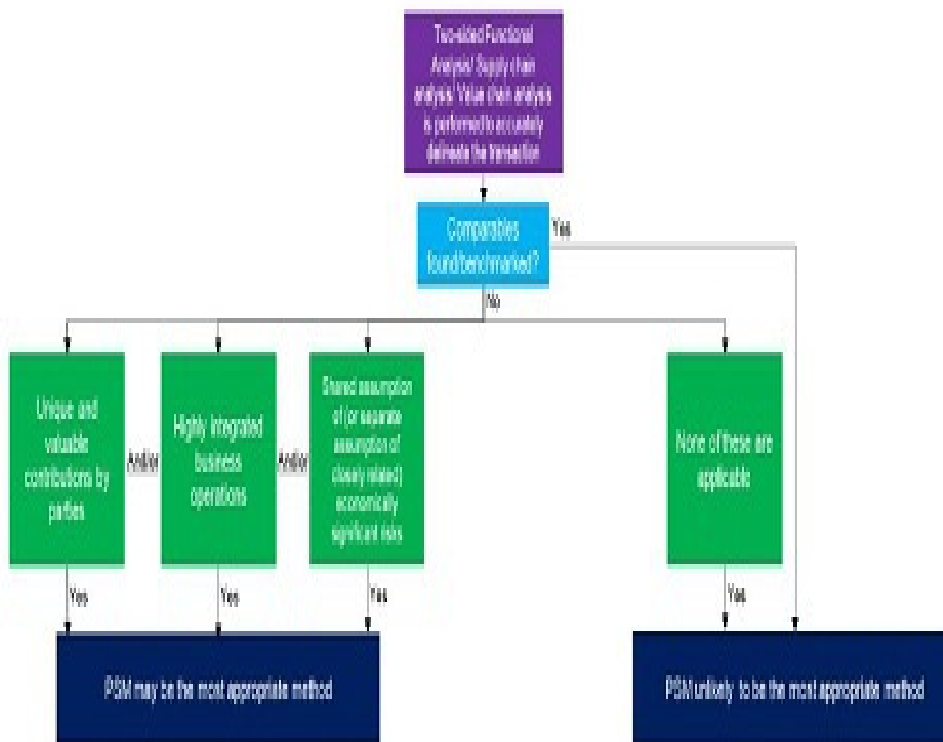 Two-sided Functional
Analysis/ Supply chain
analysis/ Value chain analysis
is performed to accurately
delineate the transaction
Comparables
found/benchmarked?
Yes
No
Unique and
valuable
contributions by
parties
And/or
Highly Integrated
business
operations
And/or
Shared assumption
of (or separate
assumption of
closely related)
economically
significant risks
None of these are
applicable
Yes
Yes
Yes
Yes
PSM may be the most appropriate method
PSM unlikely to be the most appropriate method